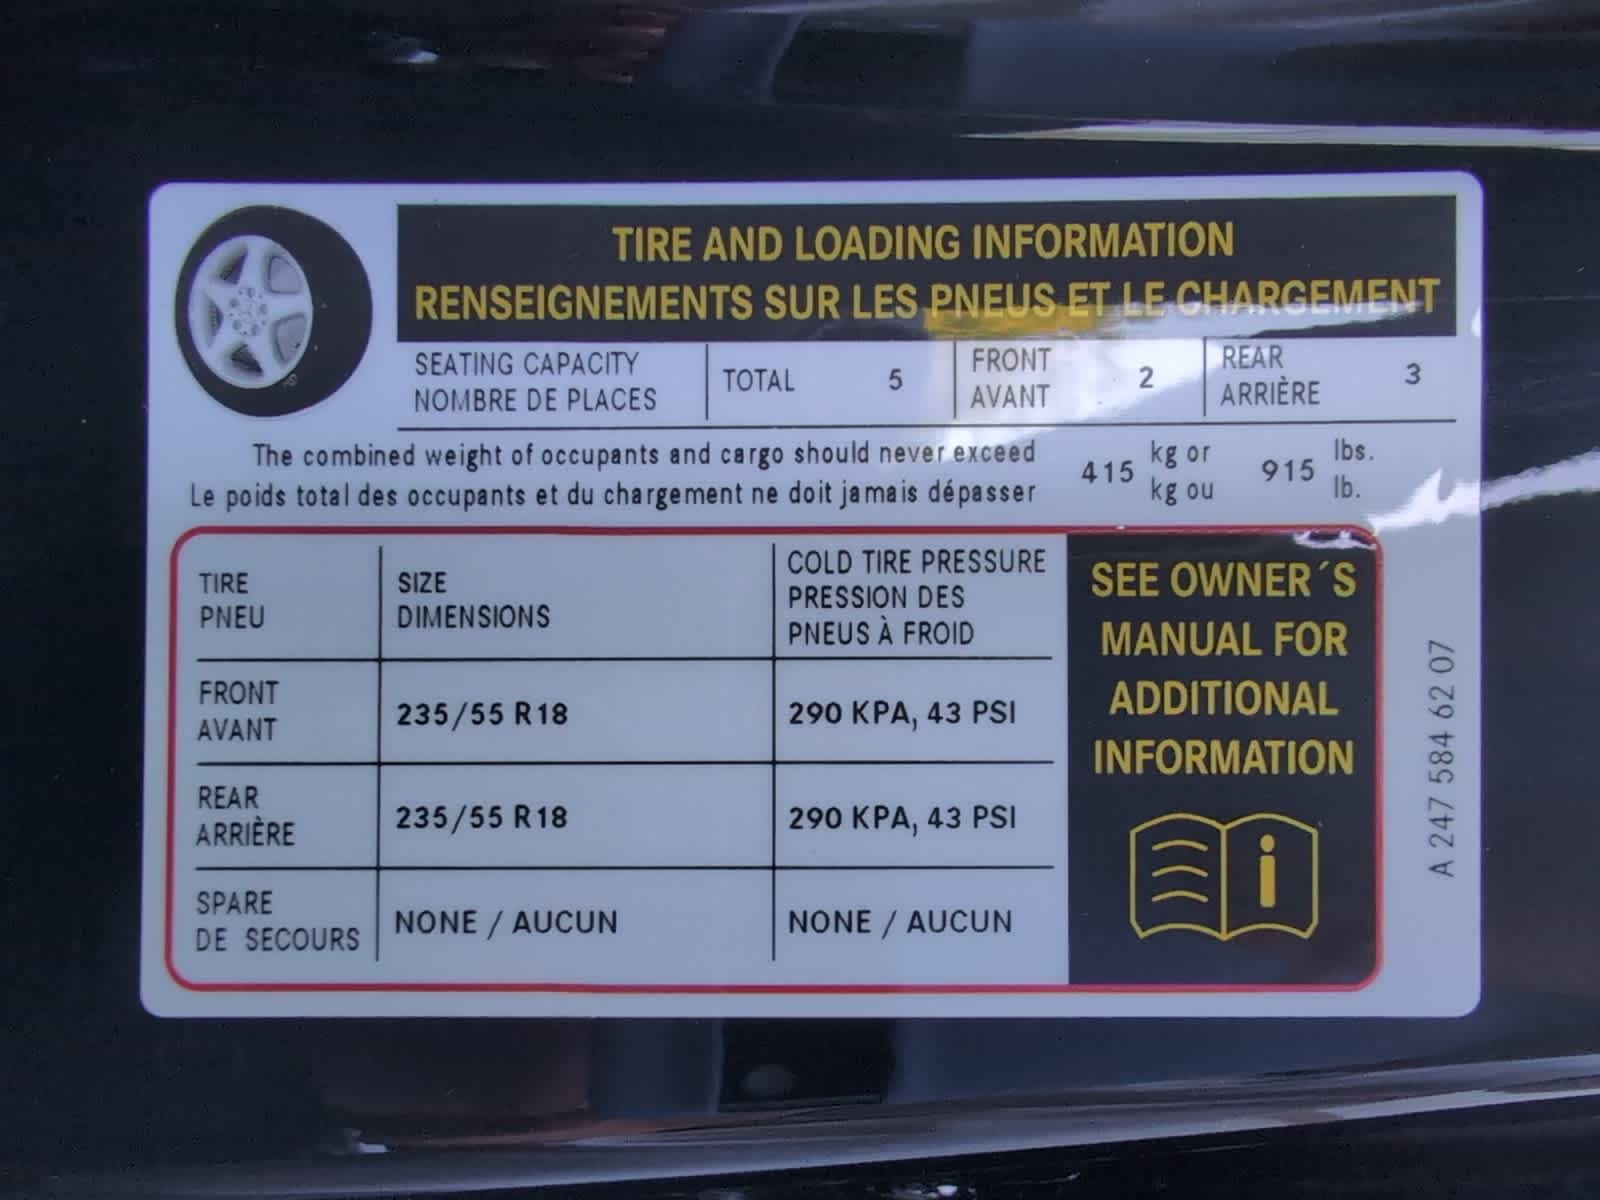 TIRE AND LOADING INFORMATION
RENSEIGNEMENTS SUR LES PNEUS ET LE CHARGEMENT
SEATING CAPACITY
NOMBRE DE PLACES
TOTAL 5
FRONT
AVANT
2
REAR
ARRIÈRE
3
The combined weight of occupants and cargo should never exceed
Le poids total des occupants et du chargement ne doit jamais dépasser
415
kg or
kg ou
915
lbs.
lb.
TIRE
PNEU
SIZE
DIMENSIONS
COLD TIRE PRESSURE
PRESSION DES
PNEUS À FROID
FRONT
AVANT
235/55 R18
290 KPA, 43 PSI
REAR
ARRIÈRE
235/55 R18
290 KPA, 43 PSI
SPARE
DE SECOURS
NONE / AUCUN
NONE / AUCUN
SEE OWNER´S
MANUAL FOR
ADDITIONAL
INFORMATION
A 247 584 62 07